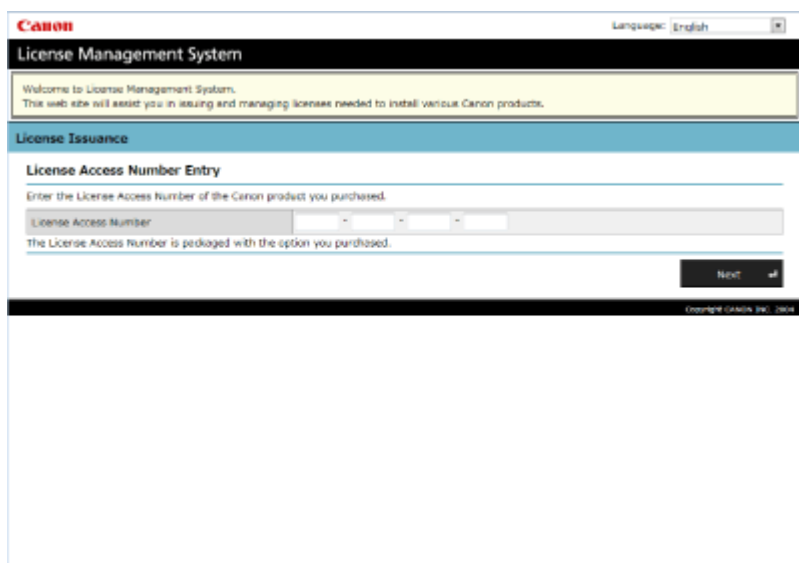 Canon
Language: English
License Management System
Welcome to License Management System.
This web site will assist you in issuing and managing licenses needed to install various Canon products.
License Issuance
License Access Number Entry
Enter the License Access Number of the Canon product you purchased.
License Access Number - - -
The License Access Number is packaged with the option you purchased.
Next
Copyright CANON INC. 2004